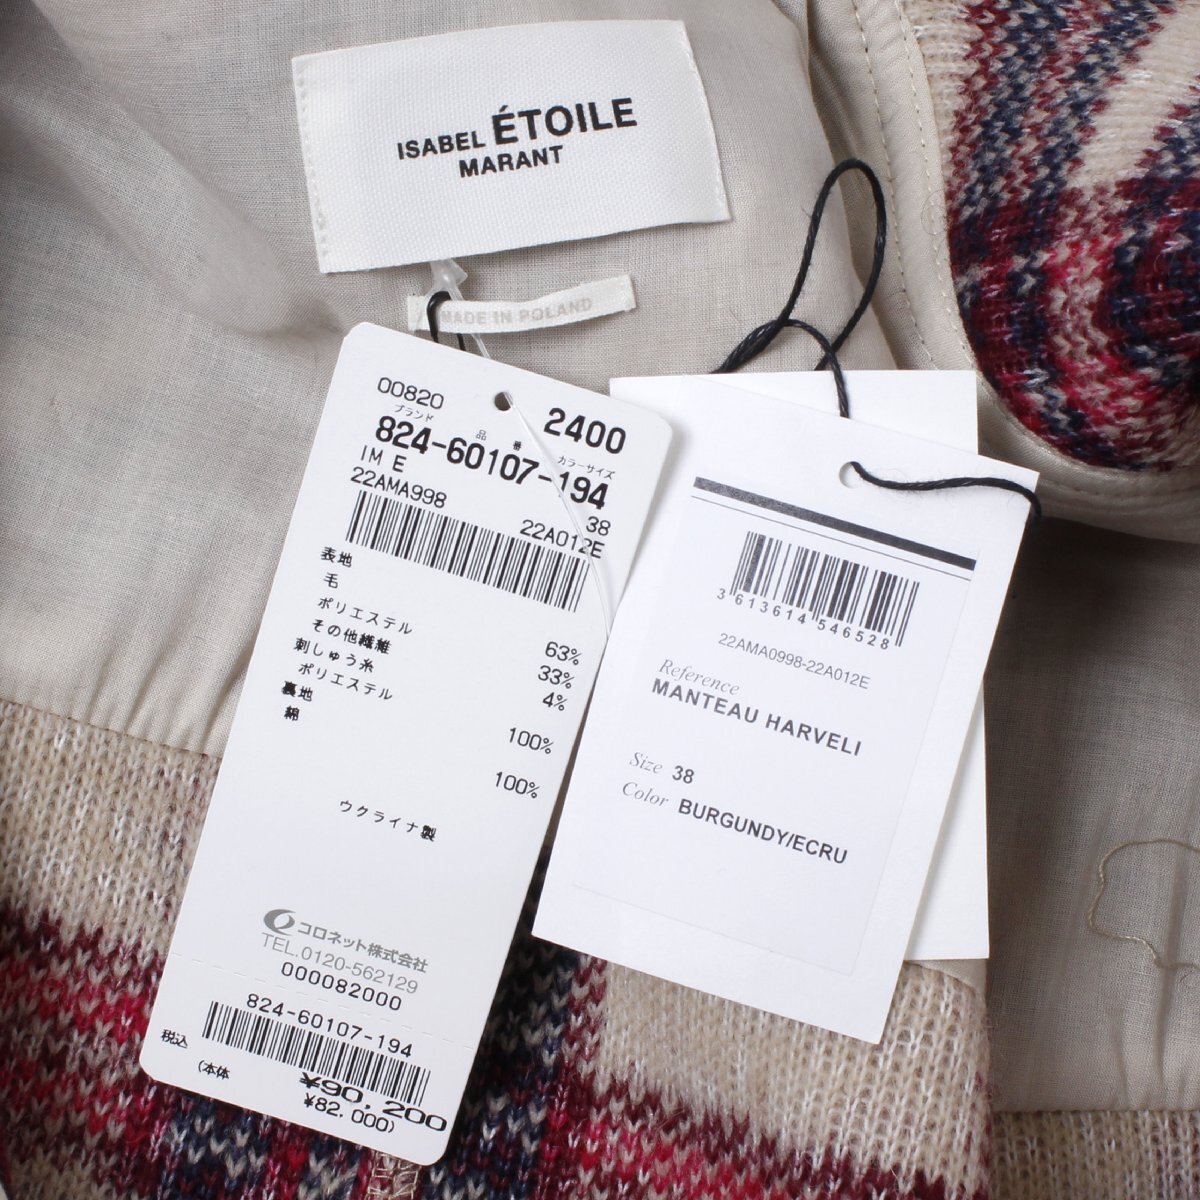 ISABEL ÉTOILE
MARANT
MADE IN POLAND
00820
2400
ブランド 品番 カラーサイズ
824-60107-194
IM E
38
22AMA998
22A012E
表地
毛 63%
ポリエステル 33%
その他繊維 4%
刺しゅう糸
ポリエステル 100%
裏地
綿 100%
ウクライナ製
コロネット株式会社
TEL.0120-562129
000082000
824-60107-194
税込 ¥90,200
(本体 ¥82.000)
3 613614 546528
22AMA0998-22A012E
Reference
MANTEAU HARVELI
Size 38
Color BURGUNDY/ECRU